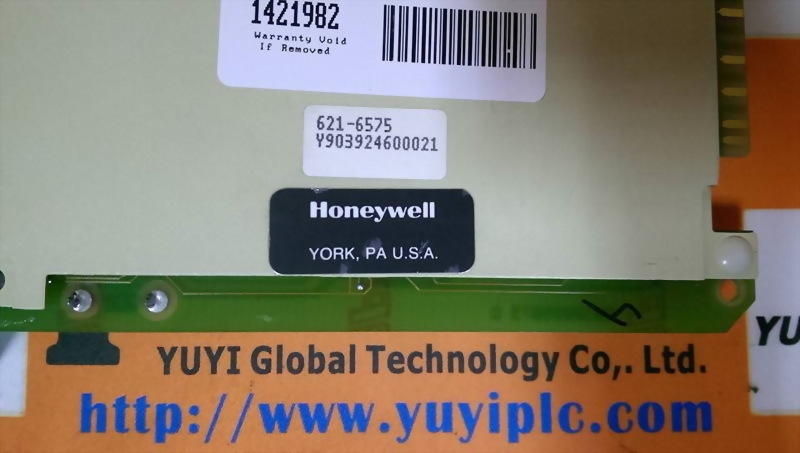 1421982
Warranty Void
If Removed
621-6575
Y903924600021
Honeywell
YORK, PA U.S.A.
YUYI Global Technology Co,. Ltd.
YU
http://www.yuyiplc.com